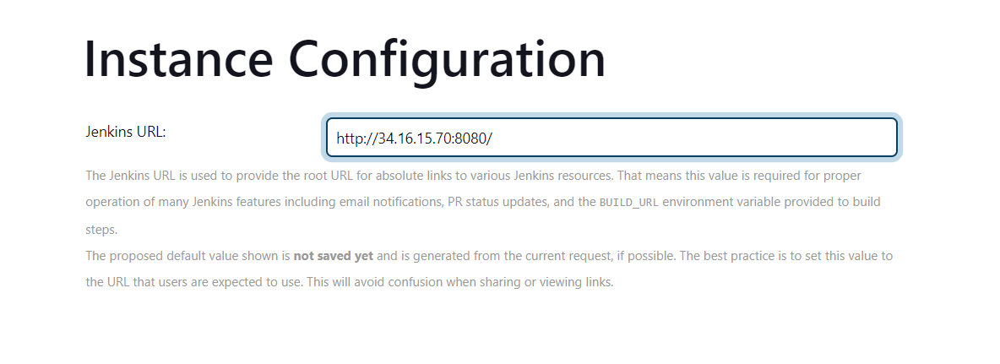 Instance Configuration
Jenkins URL:
http://34.16.15.70:8080/
The Jenkins URL is used to provide the root URL for absolute links to various Jenkins resources. That means this value is required for proper
operation of many Jenkins features including email notifications, PR status updates, and the BUILD_URL environment variable provided to build
steps.
The proposed default value shown is not saved yet and is generated from the current request, if possible. The best practice is to set this value to
the URL that users are expected to use. This will avoid confusion when sharing or viewing links.